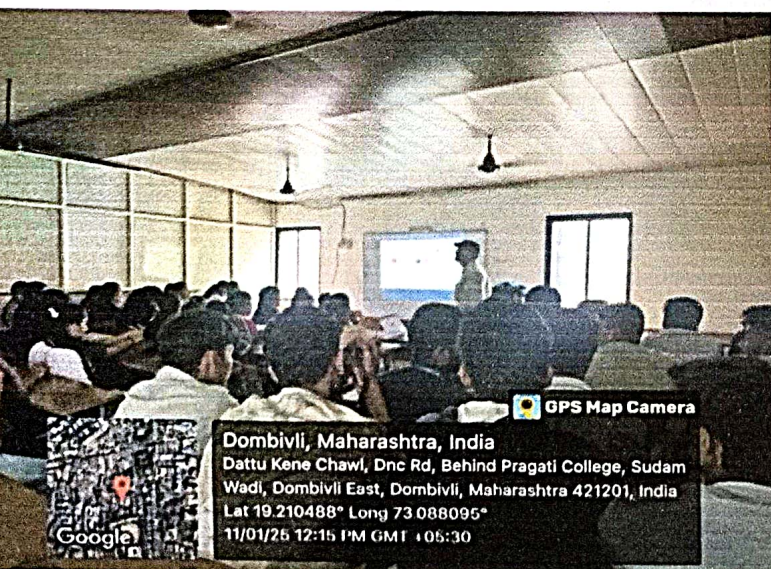 GPS Map Camera
Dombivli, Maharashtra, India
Dattu Kene Chawl, Dnc Rd, Behind Pragati College, Sudam
Wadi, Dombivli East, Dombivli, Maharashtra 421201, India
Lat 19.210488° Long 73.088095°
11/01/25 12:15 PM GMT +05:30
Google